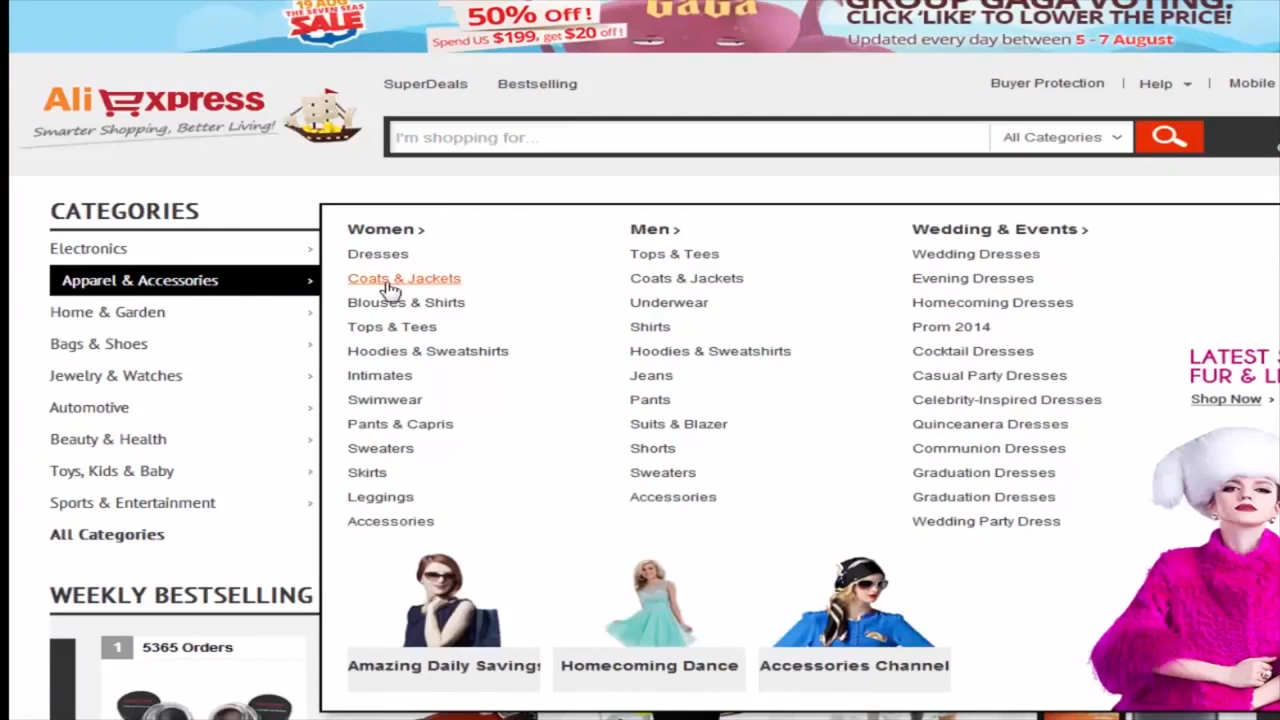 19 AUG
THE SEVEN SEAS
SALE
50% Off!
Spend US $199, get $20 off!
GaGa
GROUP GAGA VOTING:
CLICK 'LIKE' TO LOWER THE PRICE!
Updated every day between 5 - 7 August
AliExpress
Smarter Shopping, Better Living!
SuperDeals
Bestselling
Buyer Protection | Help | Mobile
I'm shopping for...
All Categories
CATEGORIES
Electronics
Apparel & Accessories
Home & Garden
Bags & Shoes
Jewelry & Watches
Automotive
Beauty & Health
Toys, Kids & Baby
Sports & Entertainment
All Categories
WEEKLY BESTSELLING
1
5365 Orders
Women >
Dresses
Coats & Jackets
Blouses & Shirts
Tops & Tees
Hoodies & Sweatshirts
Intimates
Swimwear
Pants & Capris
Sweaters
Skirts
Leggings
Accessories
Men >
Tops & Tees
Coats & Jackets
Underwear
Shirts
Hoodies & Sweatshirts
Jeans
Pants
Suits & Blazer
Shorts
Sweaters
Accessories
Wedding & Events >
Wedding Dresses
Evening Dresses
Homecoming Dresses
Prom 2014
Cocktail Dresses
Casual Party Dresses
Celebrity-Inspired Dresses
Quinceanera Dresses
Communion Dresses
Graduation Dresses
Graduation Dresses
Wedding Party Dress
LATEST
FUR &
Shop Now >
Amazing Daily Savings
Homecoming Dance
Accessories Channel